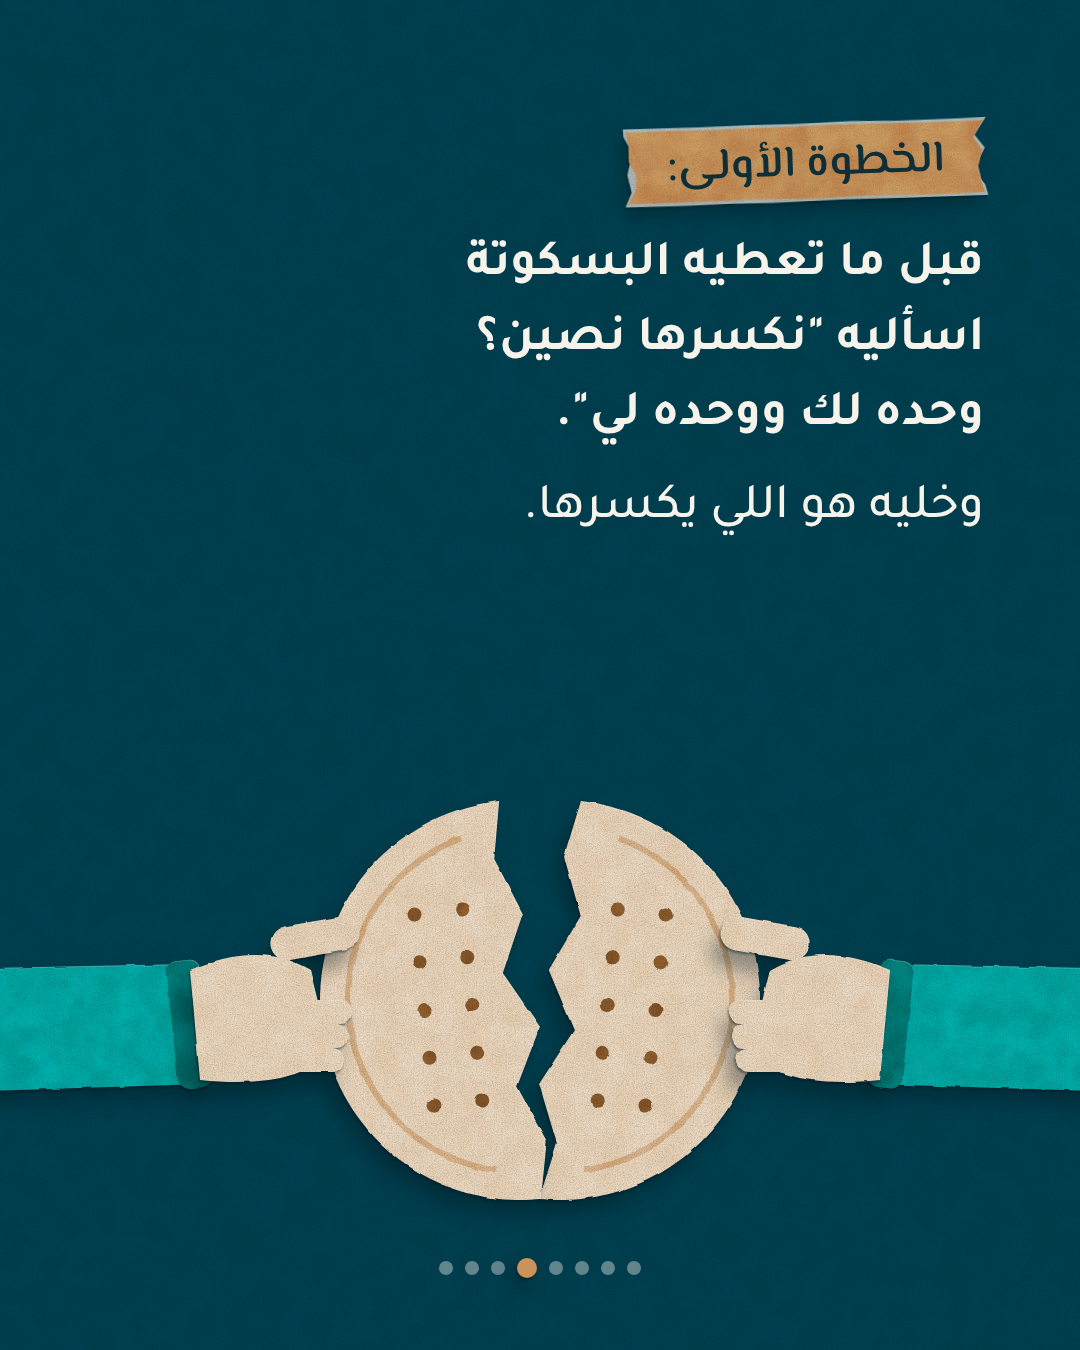 الخطوة الأولى:
قبل ما تعطيه البسكوتة
اسأليه "نكسرها نصين؟
وحده لك ووحده لي".
وخليه هو اللي يكسرها.